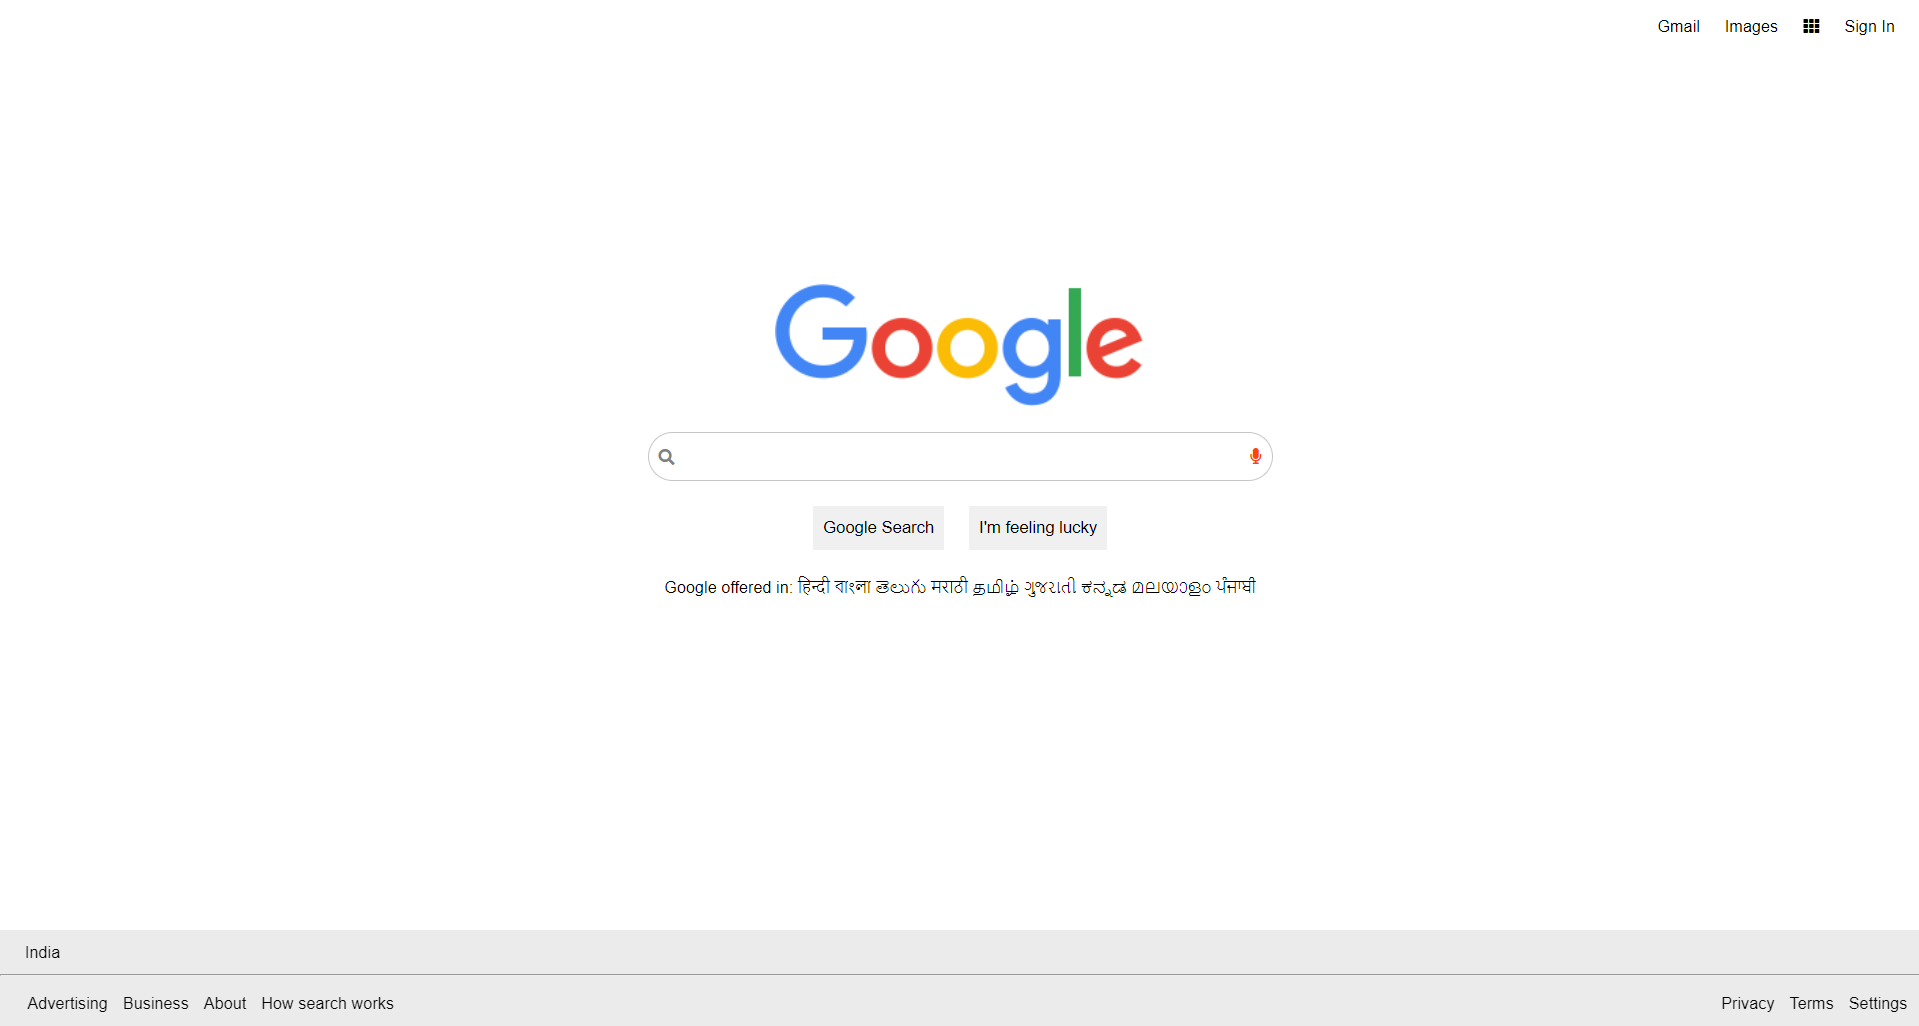 Gmail Images Sign In
Google
Google Search I'm feeling lucky
Google offered in: हिन्दी বাংলা తెలుగు मराठी தமிழ் ગુજરાતી ಕನ್ನಡ മലയാളം ਪੰਜਾਬੀ
India
Advertising Business About How search works Privacy Terms Settings